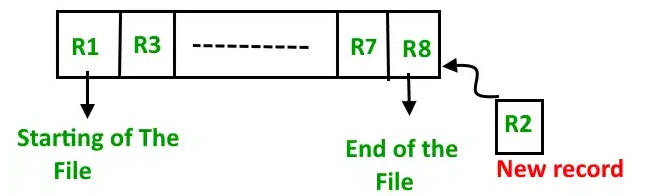 R1 R3 ---------- R7 R8
R2
Starting of The
File
End of the
File
New record